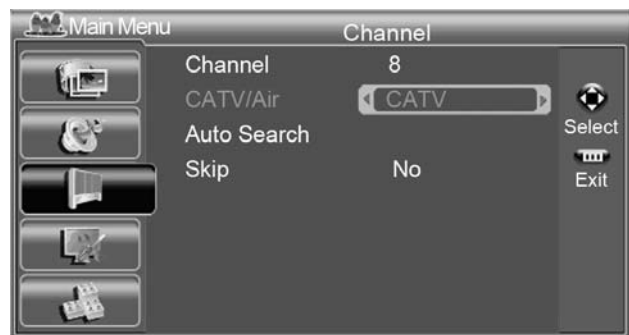 Main Menu
Channel
Channel 8
CATV/Air CATV
Auto Search
Skip No
Select
Exit